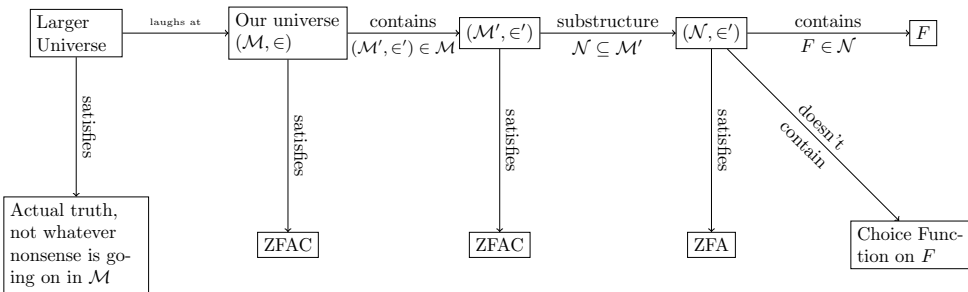 Larger
Universe
laughs at
Our universe
(ℳ, ∈)
contains
(ℳ′, ∈′) ∈ ℳ
(ℳ′, ∈′)
substructure
𝒩 ⊆ ℳ′
(𝒩, ∈′)
contains
F ∈ 𝒩
F
satisfies
satisfies
satisfies
satisfies
doesn't
contain
Actual truth,
not whatever
nonsense is go-
ing on in ℳ
ZFAC
ZFAC
ZFA
Choice Func-
tion on F